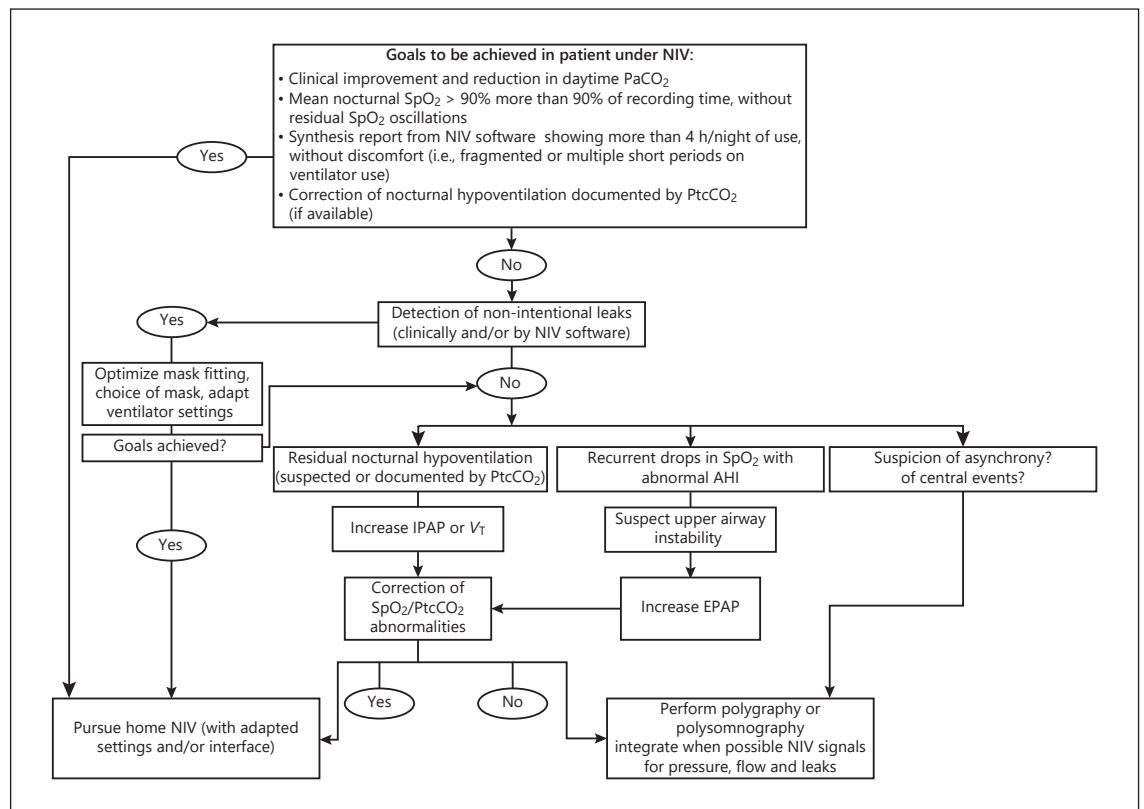 Goals to be achieved in patient under NIV:
• Clinical improvement and reduction in daytime PaCO₂
• Mean nocturnal SpO₂ > 90% more than 90% of recording time, without
residual SpO₂ oscillations
• Synthesis report from NIV software showing more than 4 h/night of use,
without discomfort (i.e., fragmented or multiple short periods on
ventilator use)
• Correction of nocturnal hypoventilation documented by PtcCO₂
(if available)
Yes
No
Detection of non-intentional leaks
(clinically and/or by NIV software)
Yes
No
Optimize mask fitting,
choice of mask, adapt
ventilator settings
Goals achieved?
Yes
Residual nocturnal hypoventilation
(suspected or documented by PtcCO₂)
Recurrent drops in SpO₂ with
abnormal AHI
Suspicion of asynchrony?
of central events?
Increase IPAP or VT
Suspect upper airway
instability
Correction of
SpO₂/PtcCO₂
abnormalities
Increase EPAP
Yes
No
Pursue home NIV (with adapted
settings and/or interface)
Perform polygraphy or
polysomnography
integrate when possible NIV signals
for pressure, flow and leaks